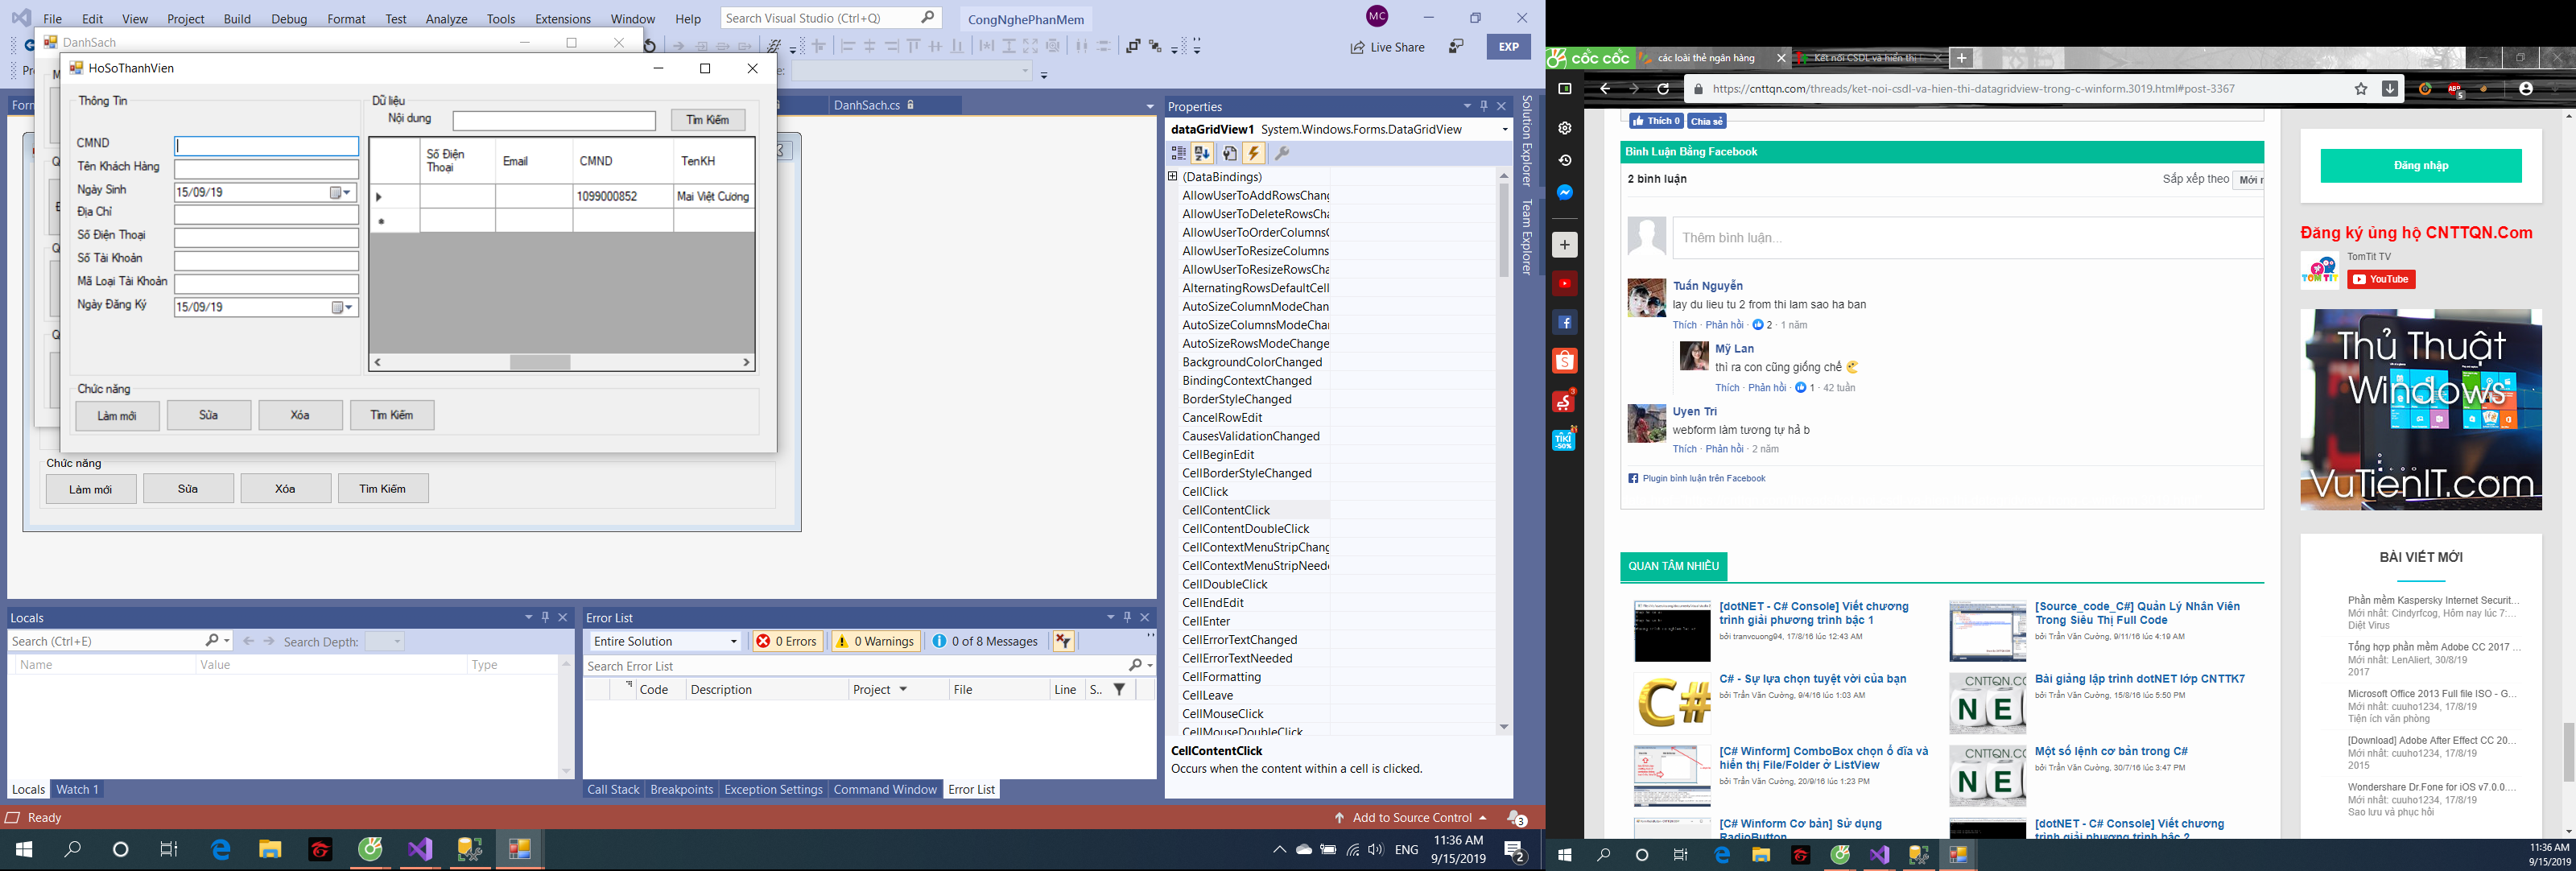 File Edit View Project Build Debug Format Test Analyze Tools Extensions Window Help
Search Visual Studio (Ctrl+Q)
CongNghePhanMem
MC
Live Share
EXP
DanhSach
HoSoThanhVien
DanhSach.cs
Thông Tin
CMND
Tên Khách Hàng
Ngày Sinh 15/09/19
Địa Chỉ
Số Điện Thoại
Số Tài Khoản
Mã Loại Tài Khoản
Ngày Đăng Ký 15/09/19
Dữ liệu
Nội dung Tìm Kiếm
Số Điện Thoại Email CMND TenKH
1099000852 Mai Việt Cương
Chức năng
Làm mới Sửa Xóa Tìm Kiếm
Chức năng
Làm mới Sửa Xóa Tìm Kiếm
Properties
dataGridView1 System.Windows.Forms.DataGridView
(DataBindings)
AllowUserToAddRowsChang
AllowUserToDeleteRowsCha
AllowUserToOrderColumnsC
AllowUserToResizeColumns
AllowUserToResizeRowsCha
AlternatingRowsDefaultCell
AutoSizeColumnModeChan
AutoSizeColumnsModeChan
AutoSizeRowsModeChange
BackgroundColorChanged
BindingContextChanged
BorderStyleChanged
CancelRowEdit
CausesValidationChanged
CellBeginEdit
CellBorderStyleChanged
CellClick
CellContentClick
CellContentDoubleClick
CellContextMenuStripChang
CellContextMenuStripNeede
CellDoubleClick
CellEndEdit
CellEnter
CellErrorTextChanged
CellErrorTextNeeded
CellFormatting
CellLeave
CellMouseClick
CellMouseDoubleClick
CellContentClick
Occurs when the content within a cell is clicked.
Solution Explorer
Team Explorer
Locals
Search (Ctrl+E) Search Depth:
Name Value Type
Locals Watch 1
Error List
Entire Solution 0 Errors 0 Warnings 0 of 8 Messages
Search Error List
Code Description Project File Line S..
Call Stack Breakpoints Exception Settings Command Window Error List
Ready
Add to Source Control 3
ENG 11:36 AM
9/15/2019 2
CỐC CỐC
các loài thẻ ngân hàng
Kết nối CSDL và hiển thị
https://cnttqn.com/threads/ket-noi-csdl-va-hien-thi-datagridview-trong-c-winform.3019.html#post-3367
Thích 0 Chia sẻ
Bình Luận Bằng Facebook
2 bình luận
Sắp xếp theo
Thêm bình luận...
Tuấn Nguyễn
lay du lieu tu 2 from thi lam sao ha ban
Thích · Phản hồi · 2 · 1 năm
Mỹ Lan
thì ra con cũng giống chế
Thích · Phản hồi · 1 · 42 tuần
Uyen Tri
webform làm tương tự hả b
Thích · Phản hồi · 2 năm
Plugin bình luận trên Facebook
QUAN TÂM NHIỀU
[dotNET - C# Console] Viết chương trình giải phương trình bậc 1
bởi tranvcuong94, 17/8/16 lúc 12:43 AM
[Source_code_C#] Quản Lý Nhân Viên Trong Siêu Thị Full Code
bởi Trần Văn Cường, 9/11/16 lúc 4:19 AM
C# - Sự lựa chọn tuyệt vời của bạn
bởi Trần Văn Cường, 9/4/16 lúc 1:03 AM
Bài giảng lập trình dotNET lớp CNTTK7
bởi Trần Văn Cường, 15/8/16 lúc 5:50 PM
[C# Winform] ComboBox chọn ổ đĩa và hiển thị File/Folder ở ListView
bởi Trần Văn Cường, 20/9/16 lúc 1:23 PM
Một số lệnh cơ bản trong C#
bởi Trần Văn Cường, 30/7/16 lúc 3:47 PM
[C# Winform Cơ bản] Sử dụng RadioButton
[dotNET - C# Console] Viết chương trình giải phương trình bậc 2
Đăng nhập
Đăng ký ủng hộ CNTTQN.Com
TOM TIT
TomTit TV
YouTube
Thủ Thuật
Windows
VuTienIT.com
BÀI VIẾT MỚI
Phần mềm Kaspersky Internet Securit...
Mới nhất: Cindyrfcog, Hôm nay lúc 7:...
Diệt Virus
Tổng hợp phần mềm Adobe CC 2017 ...
Mới nhất: LenAliert, 30/8/19
2017
Microsoft Office 2013 Full file ISO - G...
Mới nhất: cuuho1234, 17/8/19
Tiện ích văn phòng
[Download] Adobe After Effect CC 20...
Mới nhất: cuuho1234, 17/8/19
2015
Wondershare Dr.Fone for iOS v7.0.0....
Mới nhất: cuuho1234, 17/8/19
Sao lưu và phục hồi
11:36 AM
9/15/2019